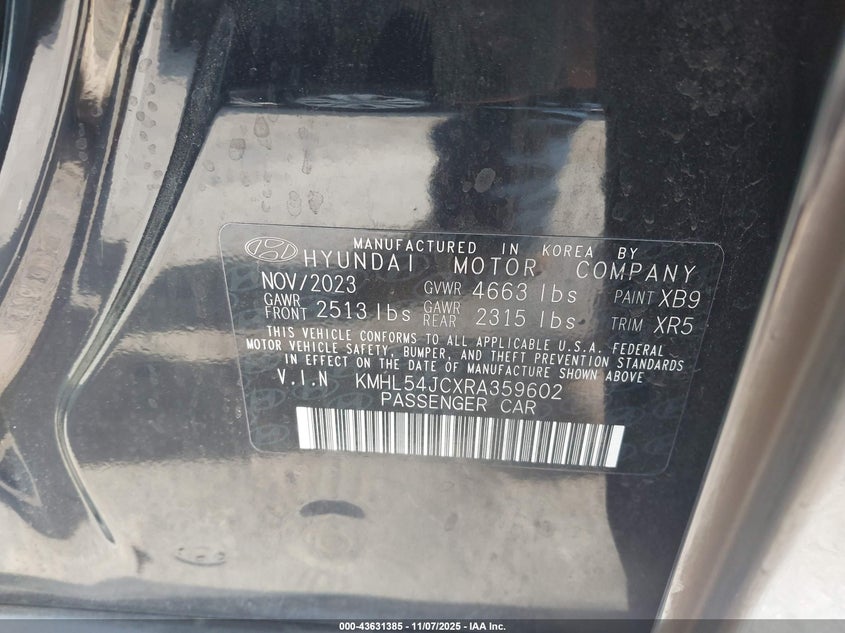 MANUFACTURED IN KOREA BY
HYUNDAI MOTOR COMPANY
NOV/2023 GVWR 4663 lbs PAINT XB9
GAWR FRONT 2513 lbs GAWR REAR 2315 lbs TRIM XR5
THIS VEHICLE CONFORMS TO ALL APPLICABLE U.S.A. FEDERAL
MOTOR VEHICLE SAFETY, BUMPER, AND THEFT PREVENTION STANDARDS
IN EFFECT ON THE DATE OF MANUFACTURE SHOWN ABOVE
V.I.N KMHL54JCXRA359602
PASSENGER CAR
000-43631385 - 11/07/2025 - IAA Inc.